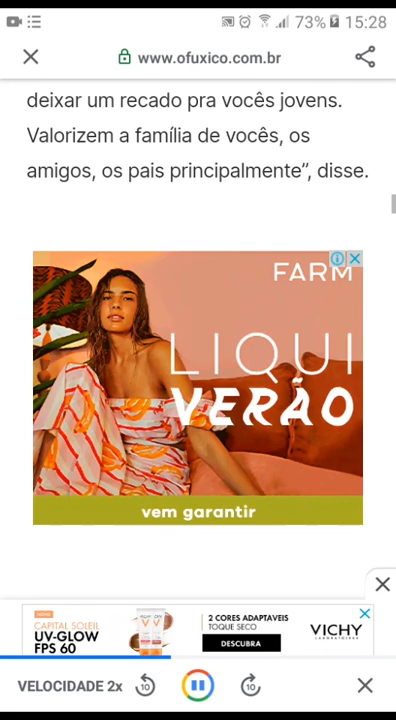 73% 15:28
www.ofuxico.com.br
deixar um recado pra vocês jovens.
Valorizem a família de vocês, os
amigos, os pais principalmente”, disse.
FARM
LIQUI
VERÃO
vem garantir
CAPITAL SOLEIL
UV-GLOW
FPS 60
2 CORES ADAPTAVEIS
TOQUE SECO
DESCUBRA
VICHY
LABORATOIRES
VELOCIDADE 2x
10
10